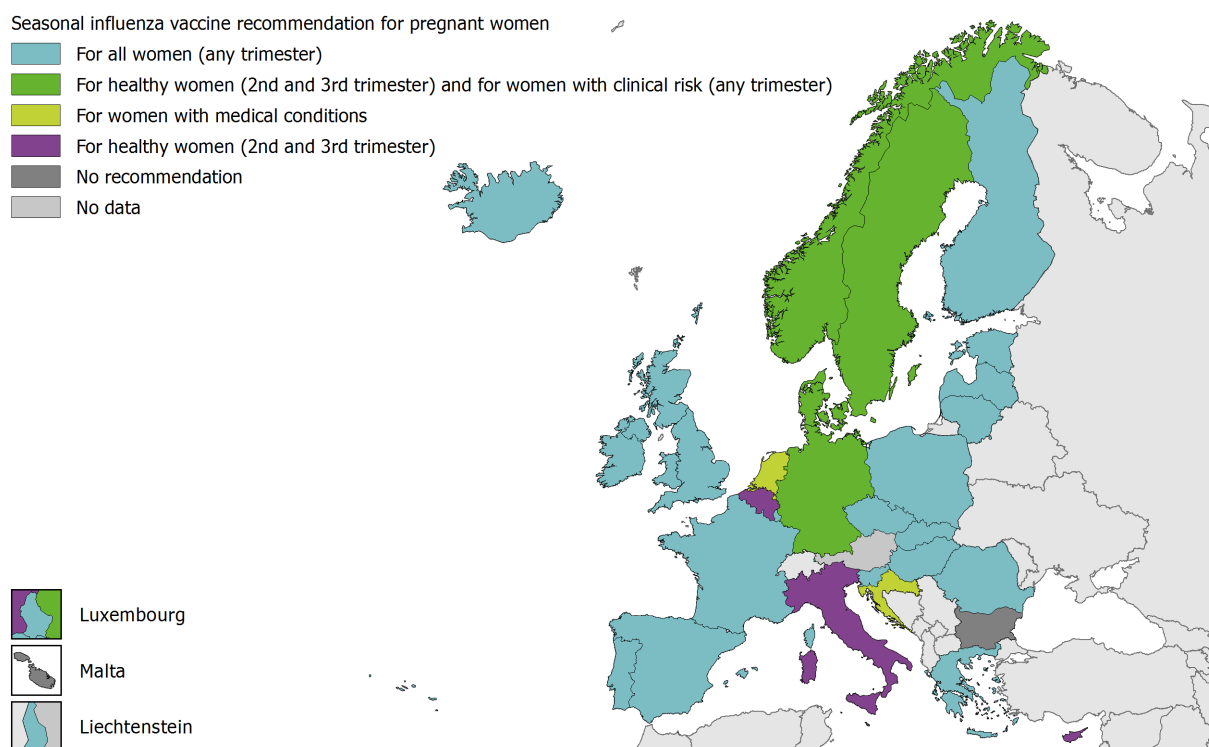 Seasonal influenza vaccine recommendation for pregnant women
For all women (any trimester)
For healthy women (2nd and 3rd trimester) and for women with clinical risk (any trimester)
For women with medical conditions
For healthy women (2nd and 3rd trimester)
No recommendation
No data
Luxembourg
Malta
Liechtenstein